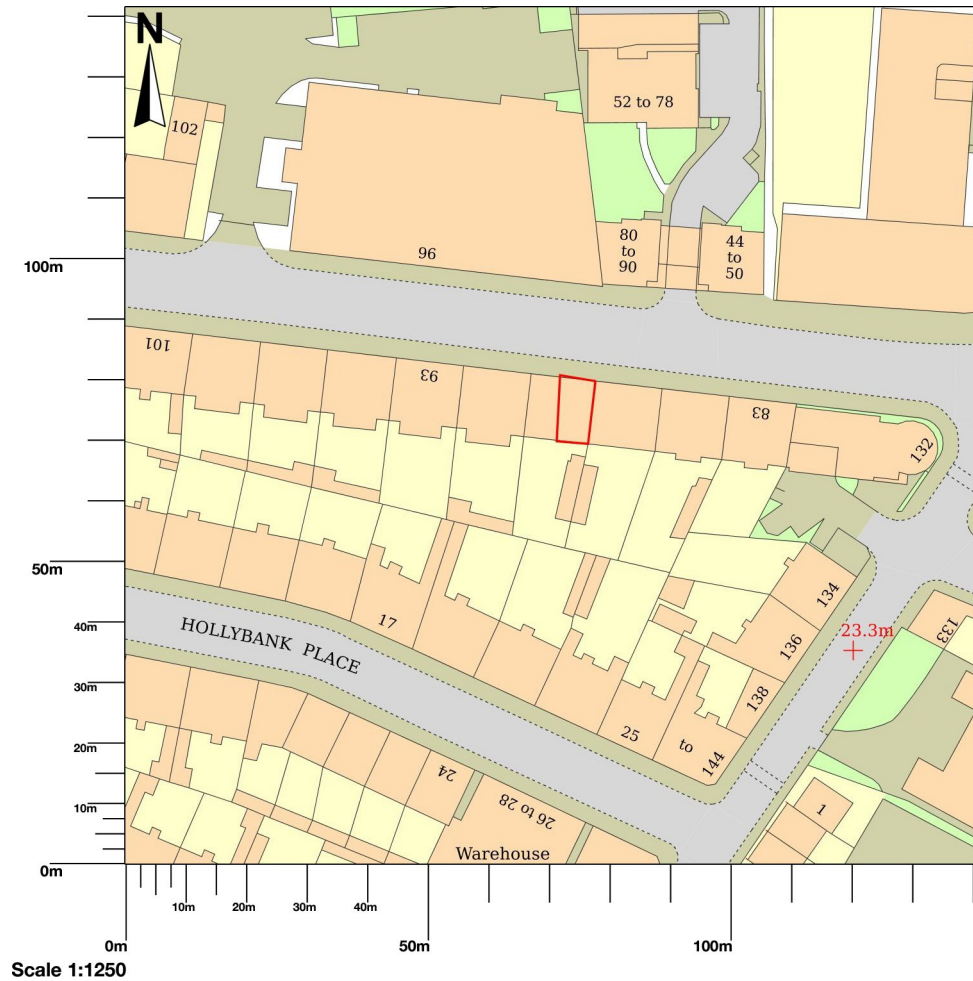 N
52 to 78
102
80
to
90
44
to
50
96
100m
101
93
83
132
50m
134
40m
17
136
23.3m
133
HOLLYBANK PLACE
30m
138
25
to
144
20m
24
26 to 28
1
10m
Warehouse
0m
10m
20m
30m
40m
0m
50m
100m
Scale 1:1250